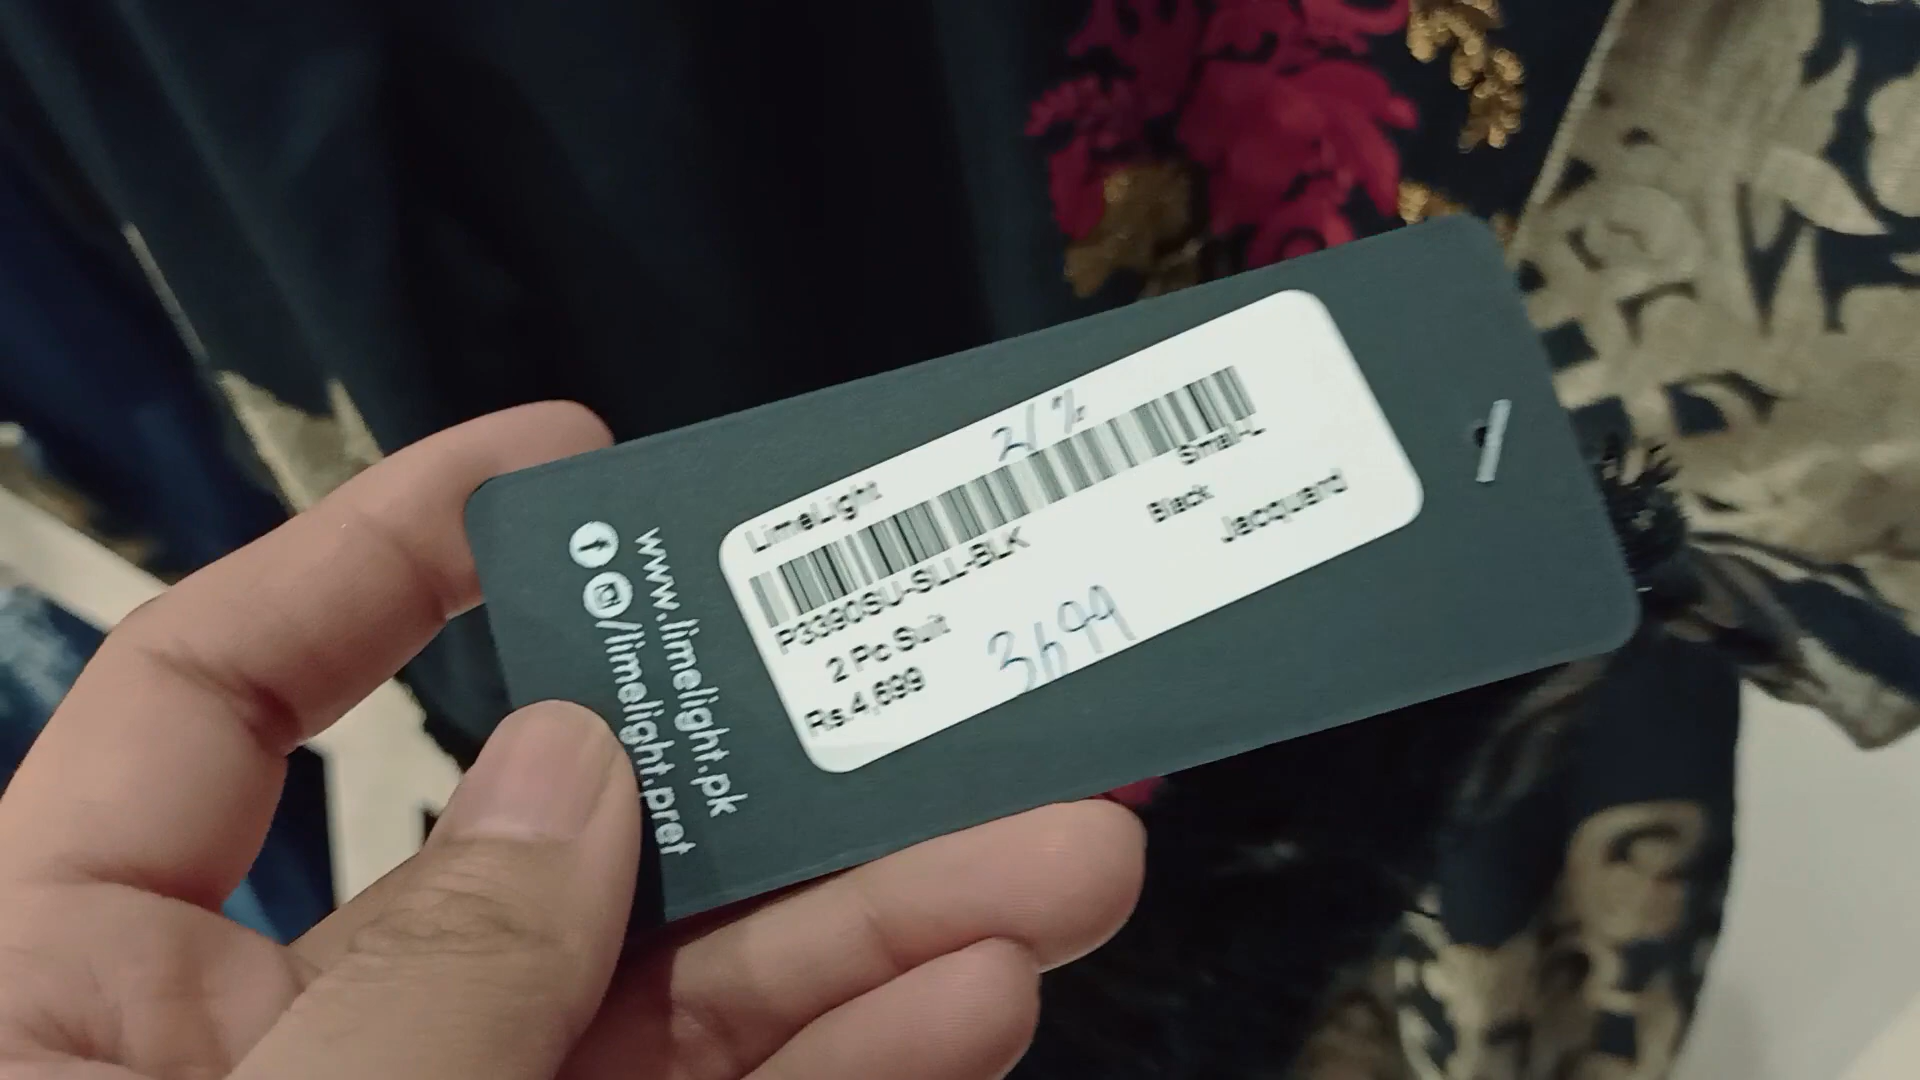 LimeLight
21%
P3390SU-SLL-BLK
Small-L
2 Pc Suit
Black
Rs.4,699
3699
Jacquard
www.limelight.pk
/limelight.pret